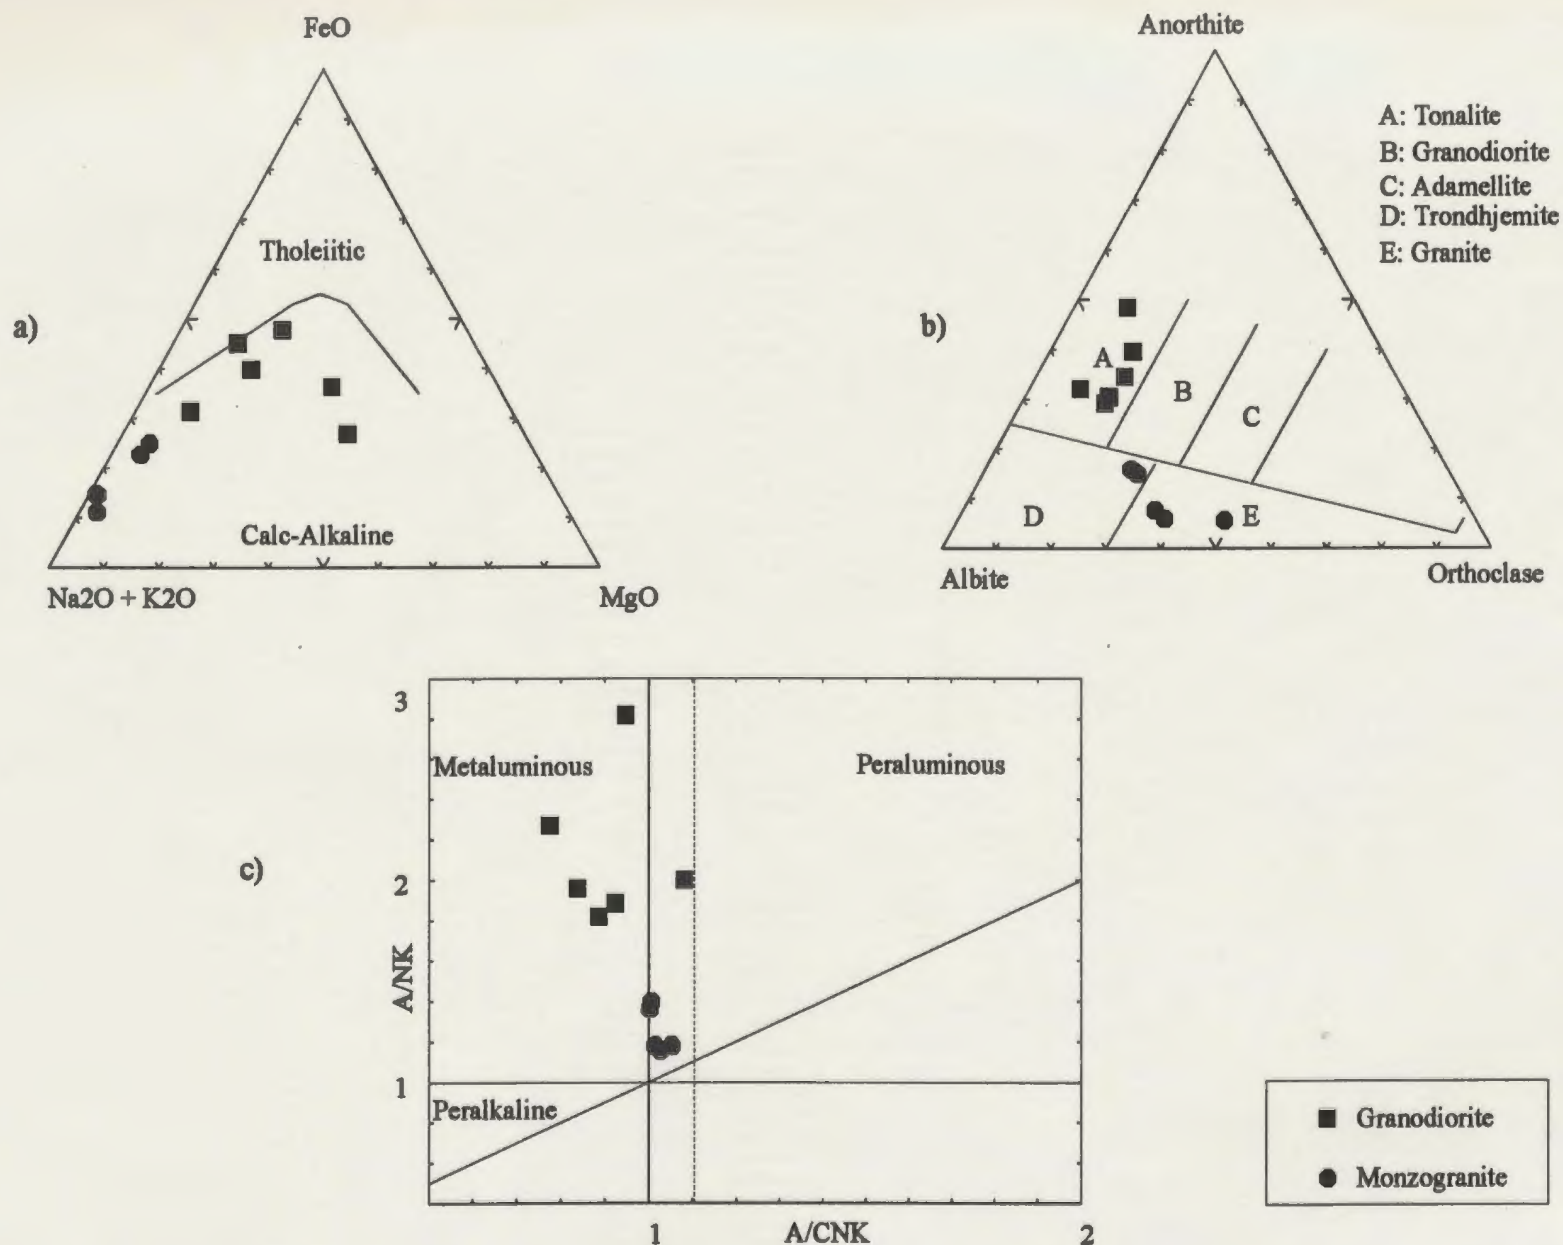 FeO
Tholeiitic
a)
Calc-Alkaline
Na2O + K2O
MgO
Anorthite
A: Tonalite
B: Granodiorite
C: Adamellite
D: Trondhjemite
E: Granite
b)
A
B
C
D
E
Albite
Orthoclase
3
Metaluminous
Peraluminous
c)
2
A/NK
1
Peralkaline
1
A/CNK
2
Granodiorite
Monzogranite